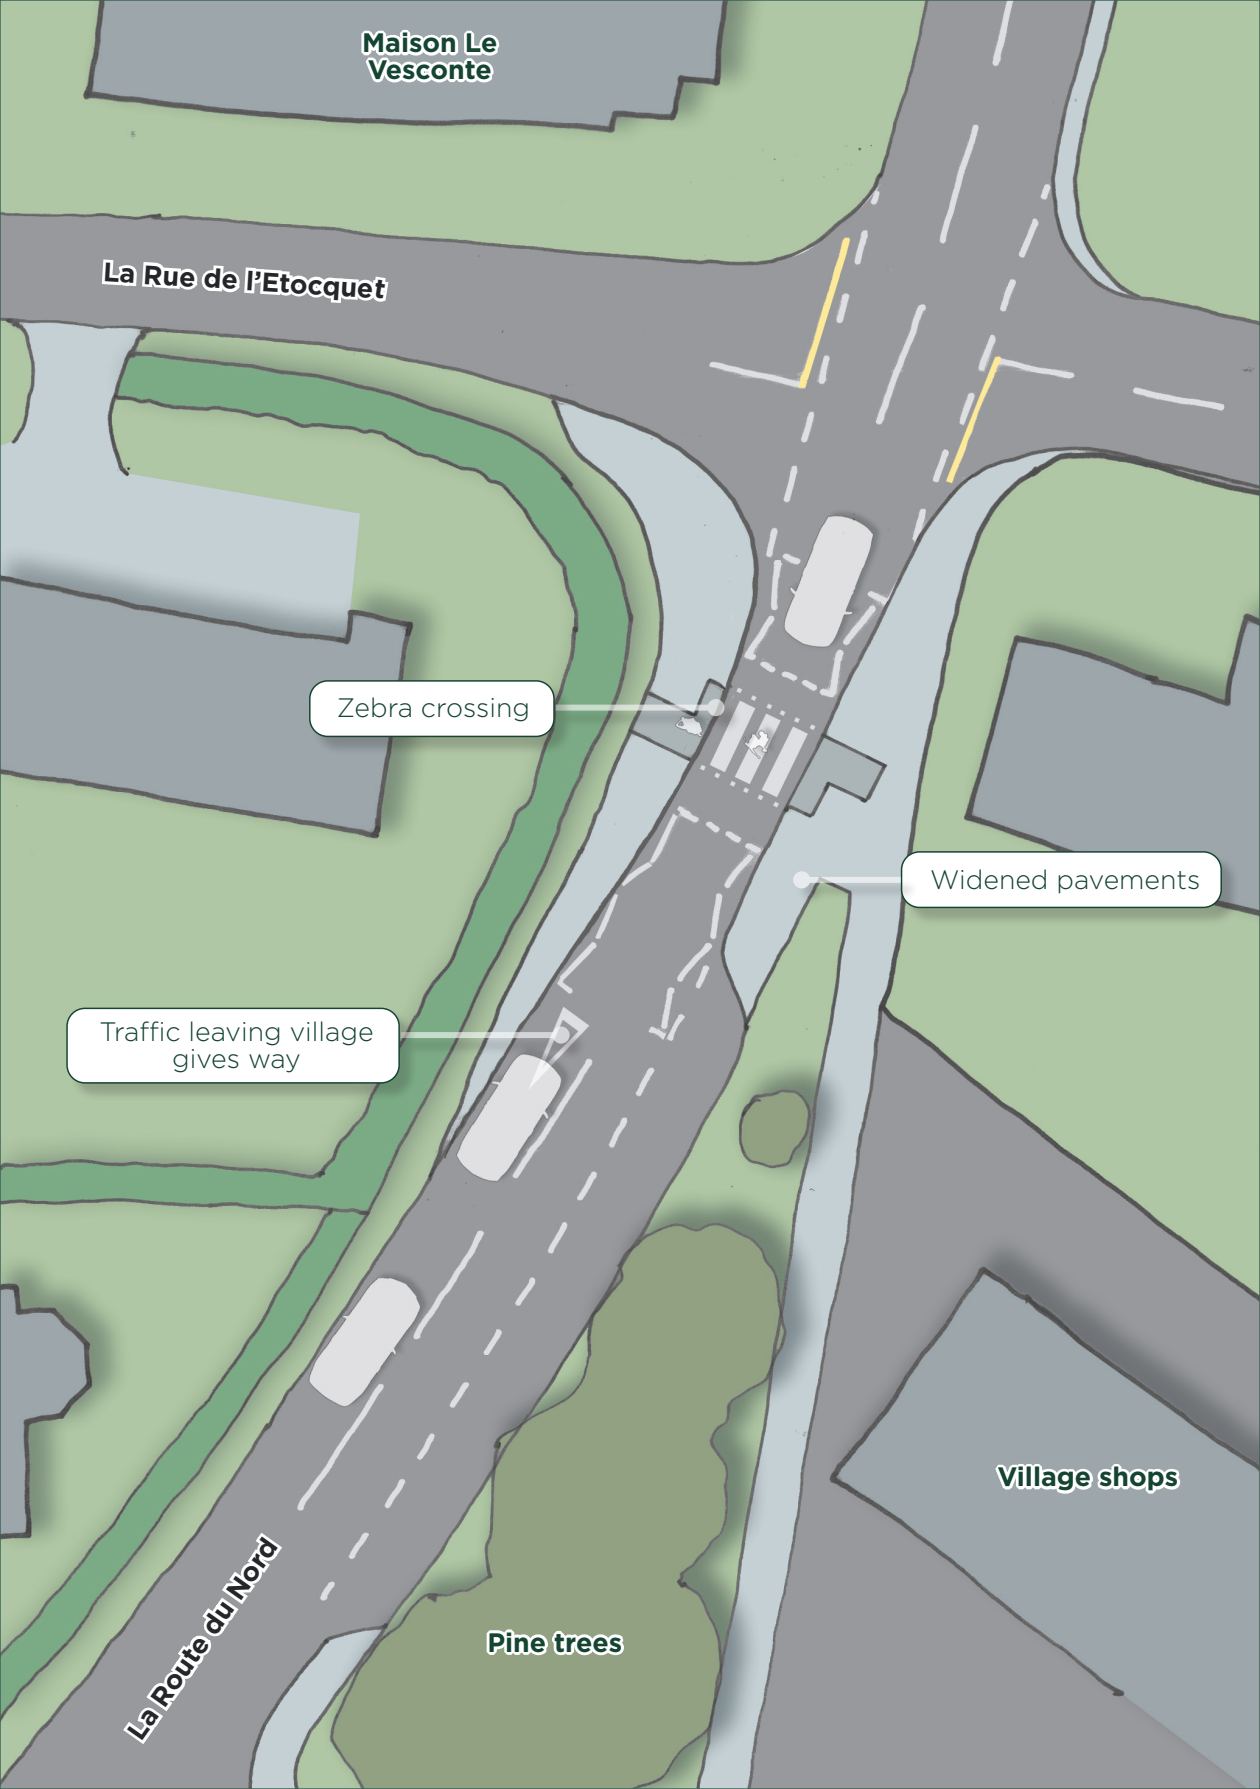 Maison Le
Vesconte
La Rue de l'Etocquet
Zebra crossing
Widened pavements
Traffic leaving village
gives way
Village shops
La Route du Nord
Pine trees